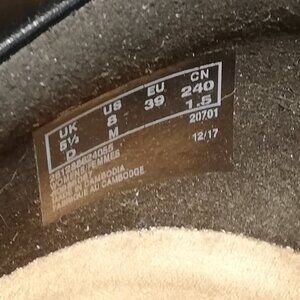 UK US EU CN
5½ 8 39 240
D M 1.5
20701
WOMENS/FEMMES 12/17
MADE IN CAMBODIA
FABRIQUÉ AU CAMBODGE